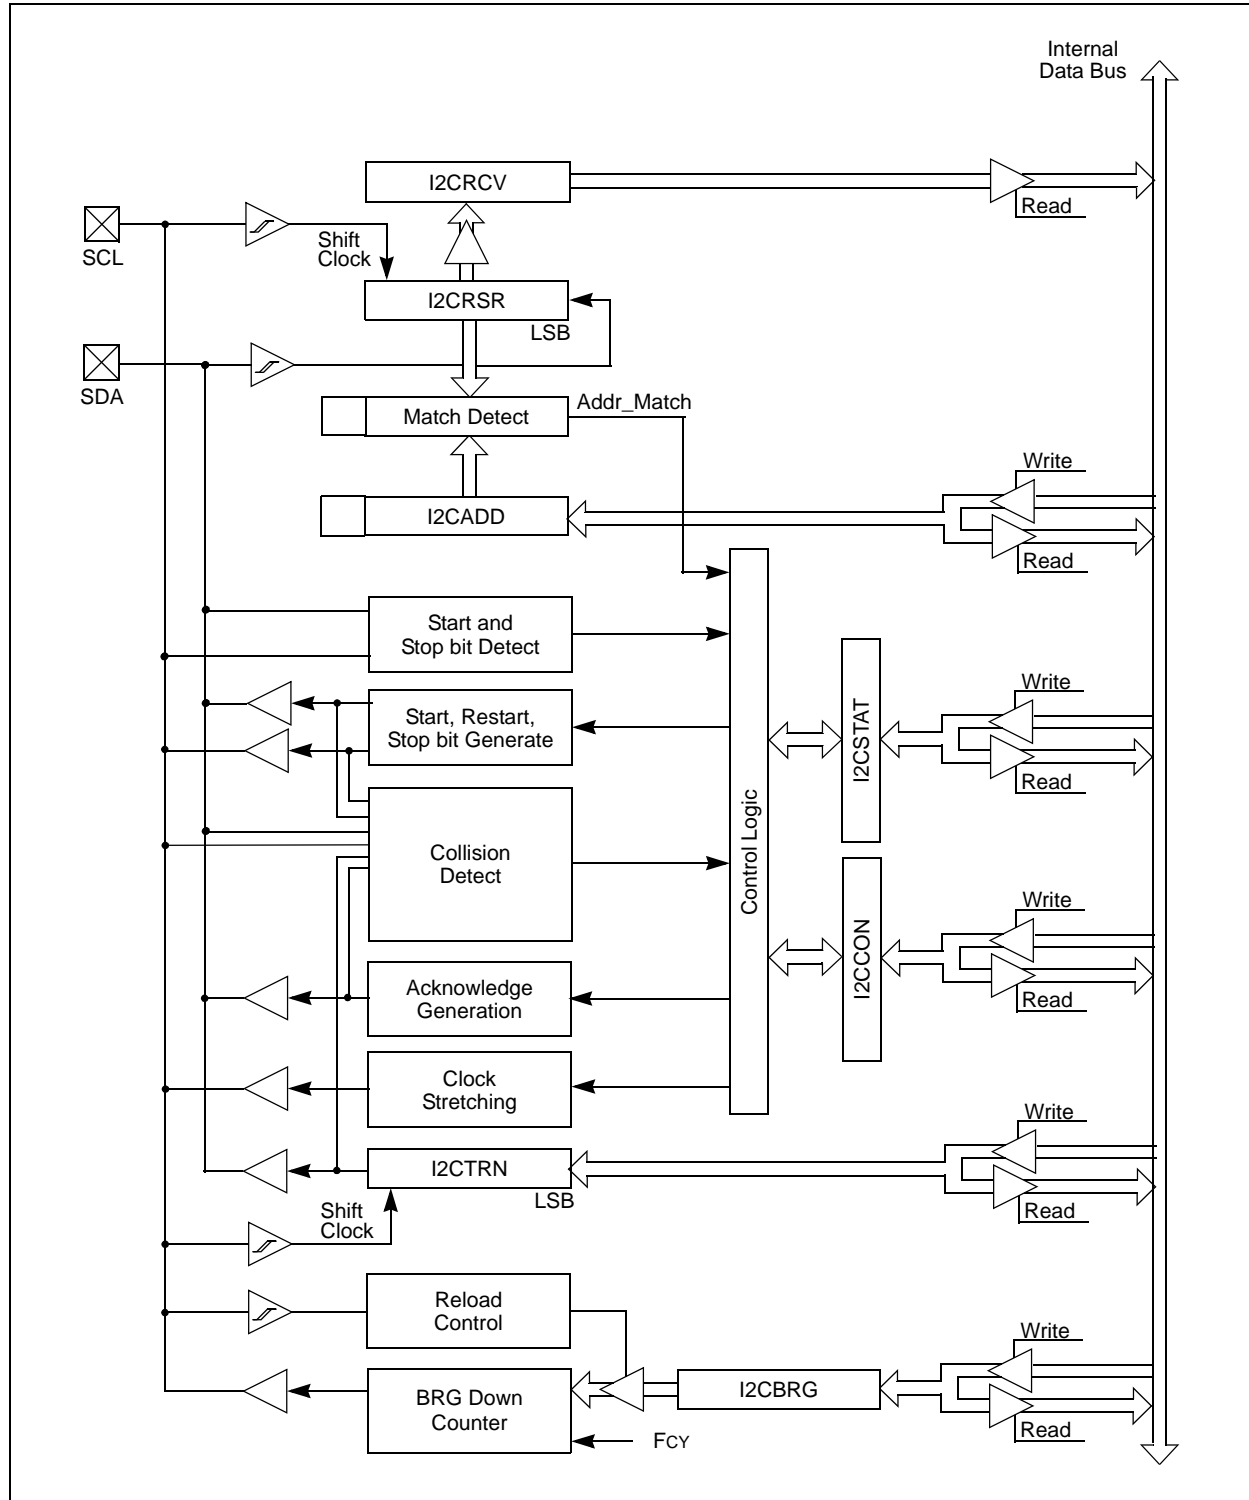 Internal
Data Bus
I2CRCV
Read
SCL
Shift
Clock
I2CRSR
LSB
SDA
Match Detect
Addr_Match
Write
I2CADD
Read
Start and
Stop bit Detect
Start, Restart,
Stop bit Generate
Write
I2CSTAT
Read
Control Logic
Collision
Detect
Write
I2CCON
Read
Acknowledge
Generation
Clock
Stretching
Write
I2CTRN
LSB
Read
Shift
Clock
Reload
Control
Write
I2CBRG
Read
BRG Down
Counter
FCY